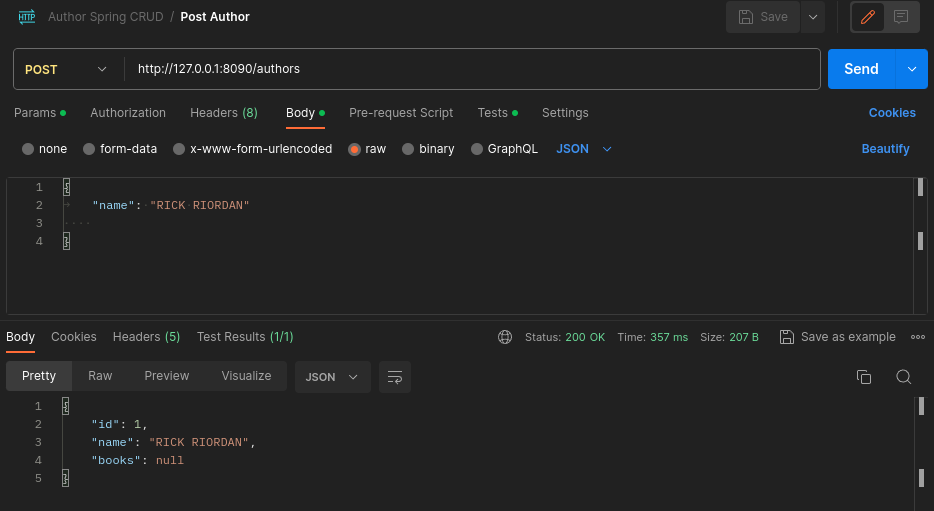 HTTP Author Spring CRUD / Post Author Save
POST http://127.0.0.1:8090/authors Send
Params Authorization Headers (8) Body Pre-request Script Tests Settings Cookies
none form-data x-www-form-urlencoded raw binary GraphQL JSON Beautify
1 {
2 "name": "RICK RIORDAN"
3
4 }
Body Cookies Headers (5) Test Results (1/1) Status: 200 OK Time: 357 ms Size: 207 B Save as example
Pretty Raw Preview Visualize JSON
1 {
2 "id": 1,
3 "name": "RICK RIORDAN",
4 "books": null
5 }